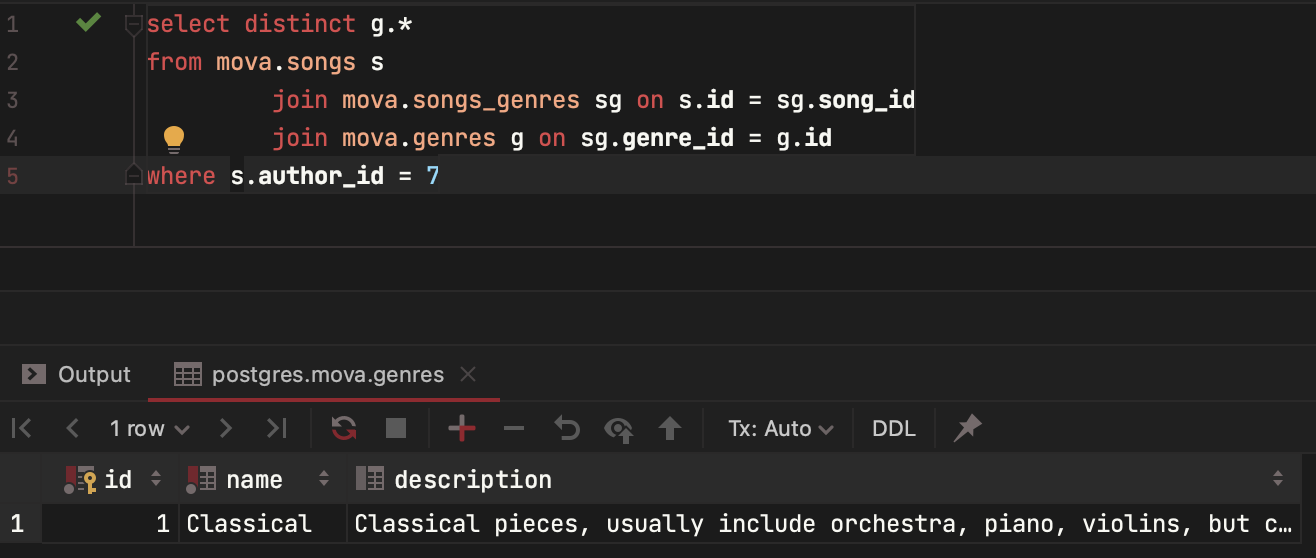 1 select distinct g.*
2 from mova.songs s
3 join mova.songs_genres sg on s.id = sg.song_id
4 join mova.genres g on sg.genre_id = g.id
5 where s.author_id = 7
Output postgres.mova.genres
1 row Tx: Auto DDL
id name description
1 1 Classical Classical pieces, usually include orchestra, piano, violins, but c…